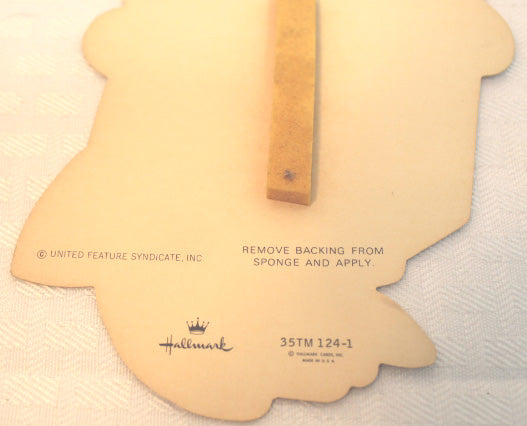 © UNITED FEATURE SYNDICATE, INC.
REMOVE BACKING FROM
SPONGE AND APPLY.
Hallmark
35TM 124-1
© HALLMARK CARDS, INC.
MADE IN U.S.A.